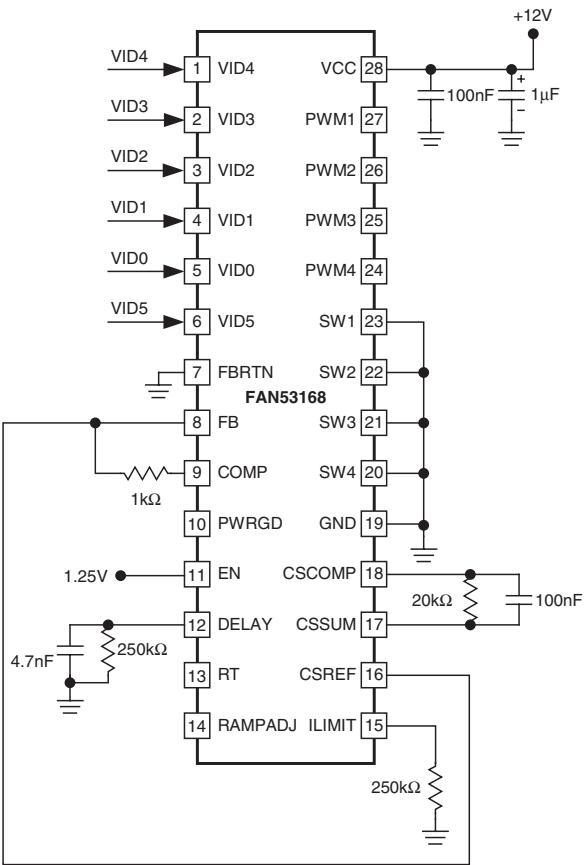 +12V
VID4 1 VID4 VCC 28 100nF + 1µF −
VID3 2 VID3 PWM1 27
VID2 3 VID2 PWM2 26
VID1 4 VID1 PWM3 25
VID0 5 VID0 PWM4 24
VID5 6 VID5 SW1 23
7 FBRTN SW2 22
FAN53168
8 FB SW3 21
9 COMP SW4 20
1kΩ
10 PWRGD GND 19
1.25V 11 EN CSCOMP 18
20kΩ 100nF
12 DELAY CSSUM 17
4.7nF 250kΩ
13 RT CSREF 16
14 RAMPADJ ILIMIT 15
250kΩ